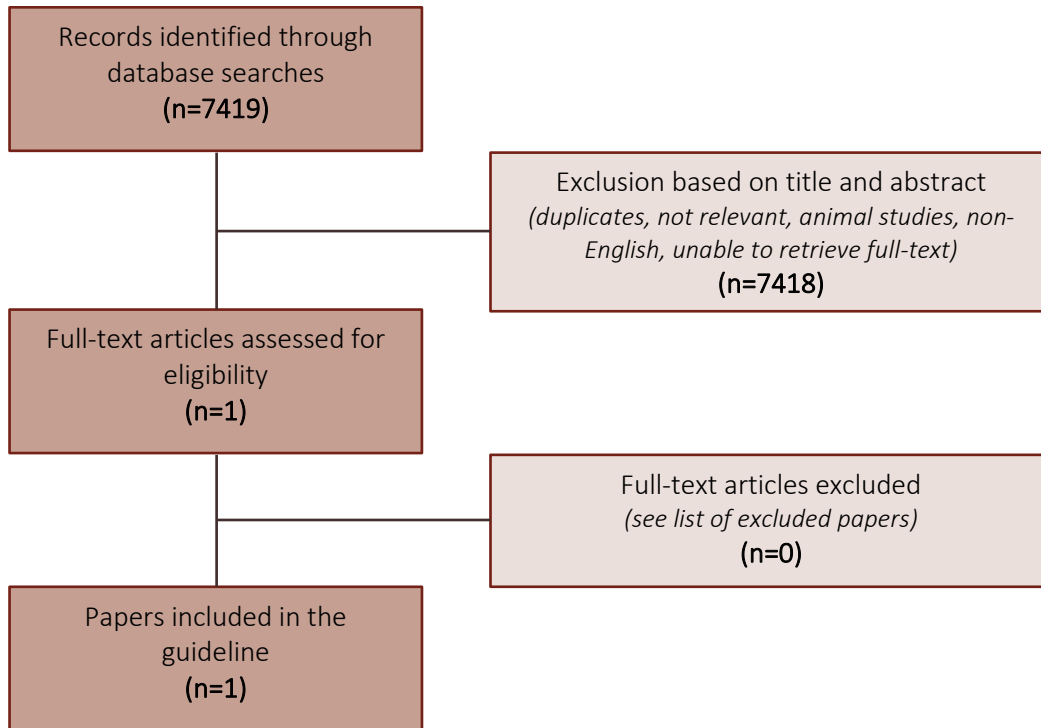 Records identified through
database searches
(n=7419)
Exclusion based on title and abstract
(duplicates, not relevant, animal studies, non-
English, unable to retrieve full-text)
(n=7418)
Full-text articles assessed for
eligibility
(n=1)
Full-text articles excluded
(see list of excluded papers)
(n=0)
Papers included in the
guideline
(n=1)